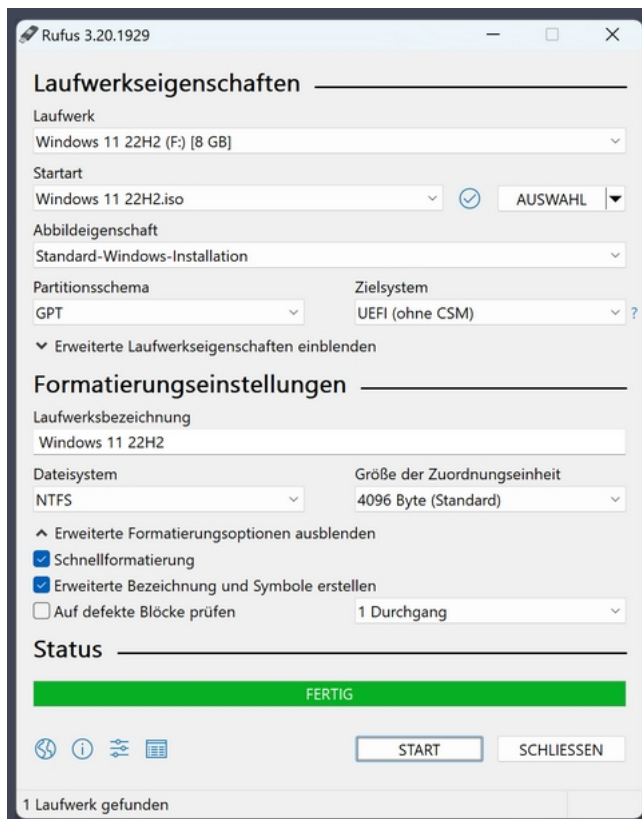 Rufus 3.20.1929
Laufwerkseigenschaften
Laufwerk
Windows 11 22H2 (F:) [8 GB]
Startart
Windows 11 22H2.iso
AUSWAHL
Abbildeigenschaft
Standard-Windows-Installation
Partitionsschema
Zielsystem
GPT
UEFI (ohne CSM)
?
Erweiterte Laufwerkseigenschaften einblenden
Formatierungseinstellungen
Laufwerksbezeichnung
Windows 11 22H2
Dateisystem
Größe der Zuordnungseinheit
NTFS
4096 Byte (Standard)
Erweiterte Formatierungsoptionen ausblenden
Schnellformatierung
Erweiterte Bezeichnung und Symbole erstellen
Auf defekte Blöcke prüfen
1 Durchgang
Status
FERTIG
START
SCHLIESSEN
1 Laufwerk gefunden